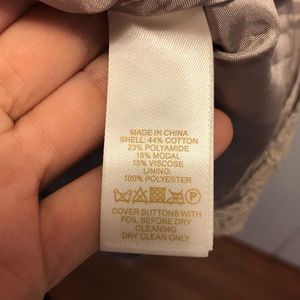 MADE IN CHINA
SHELL: 44% COTTON
23% POLYAMIDE
18% MODAL
15% VISCOSE
LINING:
100% POLYESTER
P
COVER BUTTONS WITH
FOIL BEFORE DRY
CLEANING
DRY CLEAN ONLY